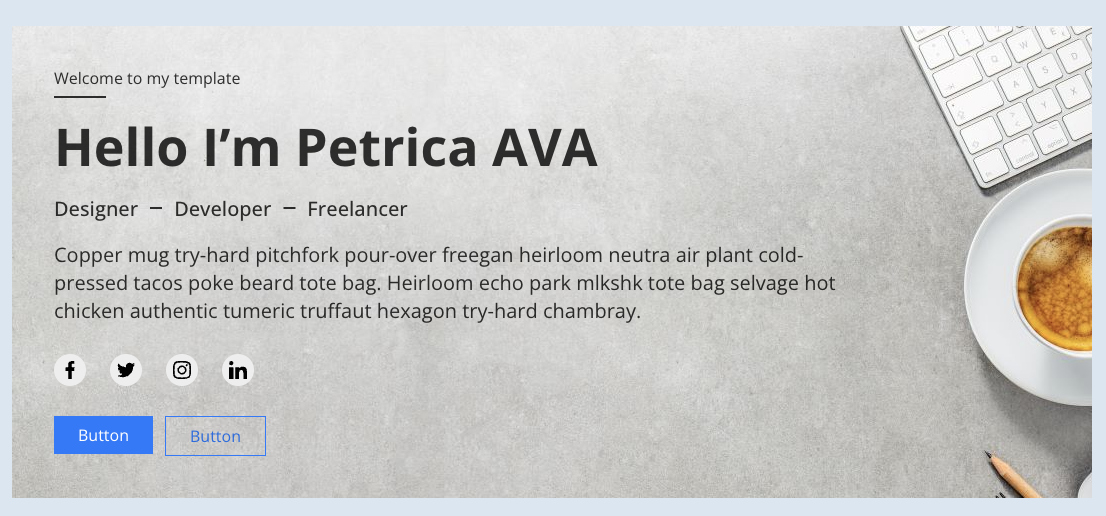 Welcome to my template
Hello I’m Petrica AVA
Designer – Developer – Freelancer
Copper mug try-hard pitchfork pour-over freegan heirloom neutra air plant cold-
pressed tacos poke beard tote bag. Heirloom echo park mlkshk tote bag selvage hot
chicken authentic tumeric truffaut hexagon try-hard chambray.
Button Button